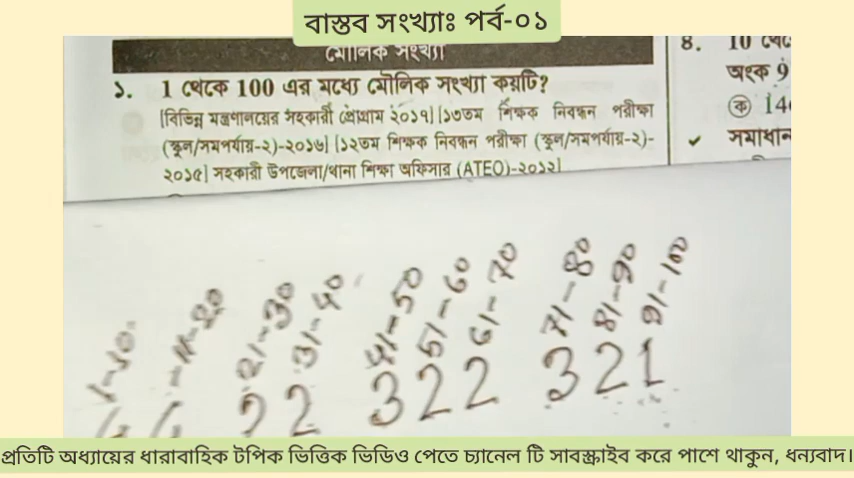 বাস্তব সংখ্যাঃ পর্ব-০১
মৌলিক সংখ্যা
১. 1 থেকে 100 এর মধ্যে মৌলিক সংখ্যা কয়টি?
[বিভিন্ন মন্ত্রণালয়ের সহকারী প্রোগ্রাম ২০১৭] [১৩তম শিক্ষক নিবন্ধন পরীক্ষা
(স্কুল/সমপর্যায়-২)-২০১৬] [১২তম শিক্ষক নিবন্ধন পরীক্ষা (স্কুল/সমপর্যায়-২)-
২০১৫] সহকারী উপজেলা/থানা শিক্ষা অফিসার (ATEO)-২০১২]
৪. 10 থেকে
অংক 9
ক 14
সমাধান
1-10 11-20 21-30 31-40 41-50 51-60 61-70 71-80 81-90 91-100
2 2 3 2 2 3 2 1
প্রতিটি অধ্যায়ের ধারাবাহিক টপিক ভিত্তিক ভিডিও পেতে চ্যানেল টি সাবস্ক্রাইব করে পাশে থাকুন, ধন্যবাদ।